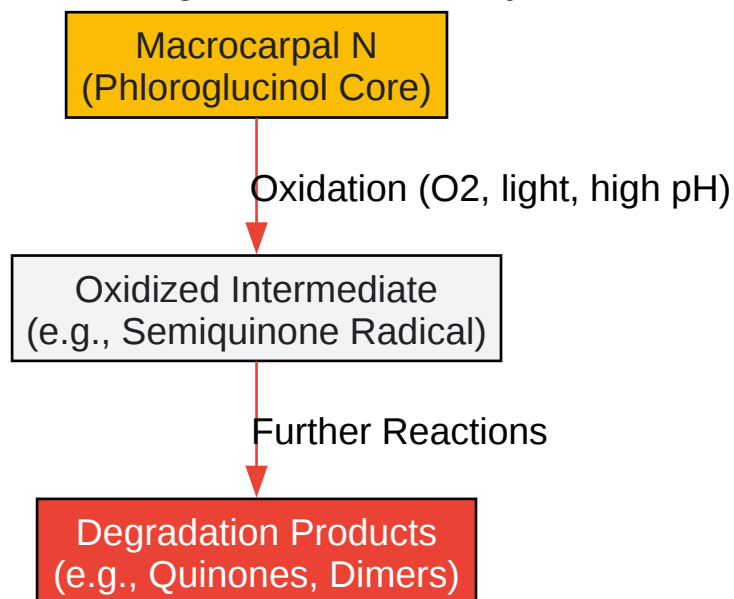 Macrocarpal N
(Phloroglucinol Core)
Oxidation (O2, light, high pH)
Oxidized Intermediate
(e.g., Semiquinone Radical)
Further Reactions
Degradation Products
(e.g., Quinones, Dimers)